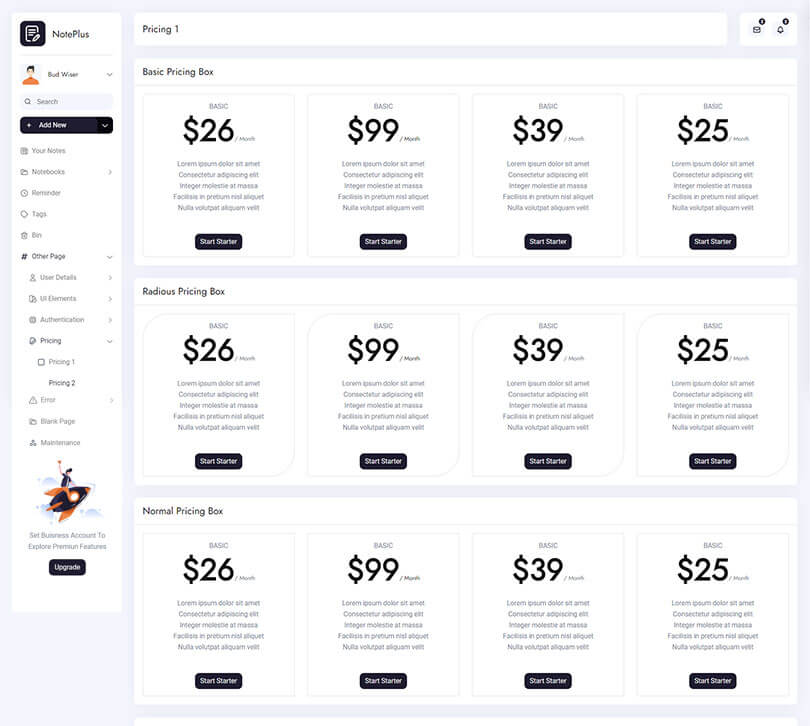 NotePlus
Bud Wiser
Search
+ Add New
Your Notes
Notebooks
Reminder
Tags
Bin
# Other Page
User Details
UI Elements
Authentication
Pricing
Pricing 1
Pricing 2
Error
Blank Page
Maintenance
Set Buisness Account To
Explore Premiun Features
Upgrade
Pricing 1
Basic Pricing Box
BASIC BASIC BASIC BASIC
$26 / Month $99 / Month $39 / Month $25 / Month
Lorem ipsum dolor sit amet Lorem ipsum dolor sit amet Lorem ipsum dolor sit amet Lorem ipsum dolor sit amet
Consectetur adipiscing elit Consectetur adipiscing elit Consectetur adipiscing elit Consectetur adipiscing elit
Integer molestie at massa Integer molestie at massa Integer molestie at massa Integer molestie at massa
Facilisis in pretium nisl aliquet Facilisis in pretium nisl aliquet Facilisis in pretium nisl aliquet Facilisis in pretium nisl aliquet
Nulla volutpat aliquam velit Nulla volutpat aliquam velit Nulla volutpat aliquam velit Nulla volutpat aliquam velit
Start Starter Start Starter Start Starter Start Starter
Radious Pricing Box
BASIC BASIC BASIC BASIC
$26 / Month $99 / Month $39 / Month $25 / Month
Lorem ipsum dolor sit amet Lorem ipsum dolor sit amet Lorem ipsum dolor sit amet Lorem ipsum dolor sit amet
Consectetur adipiscing elit Consectetur adipiscing elit Consectetur adipiscing elit Consectetur adipiscing elit
Integer molestie at massa Integer molestie at massa Integer molestie at massa Integer molestie at massa
Facilisis in pretium nisl aliquet Facilisis in pretium nisl aliquet Facilisis in pretium nisl aliquet Facilisis in pretium nisl aliquet
Nulla volutpat aliquam velit Nulla volutpat aliquam velit Nulla volutpat aliquam velit Nulla volutpat aliquam velit
Start Starter Start Starter Start Starter Start Starter
Normal Pricing Box
BASIC BASIC BASIC BASIC
$26 / Month $99 / Month $39 / Month $25 / Month
Lorem ipsum dolor sit amet Lorem ipsum dolor sit amet Lorem ipsum dolor sit amet Lorem ipsum dolor sit amet
Consectetur adipiscing elit Consectetur adipiscing elit Consectetur adipiscing elit Consectetur adipiscing elit
Integer molestie at massa Integer molestie at massa Integer molestie at massa Integer molestie at massa
Facilisis in pretium nisl aliquet Facilisis in pretium nisl aliquet Facilisis in pretium nisl aliquet Facilisis in pretium nisl aliquet
Nulla volutpat aliquam velit Nulla volutpat aliquam velit Nulla volutpat aliquam velit Nulla volutpat aliquam velit
Start Starter Start Starter Start Starter Start Starter